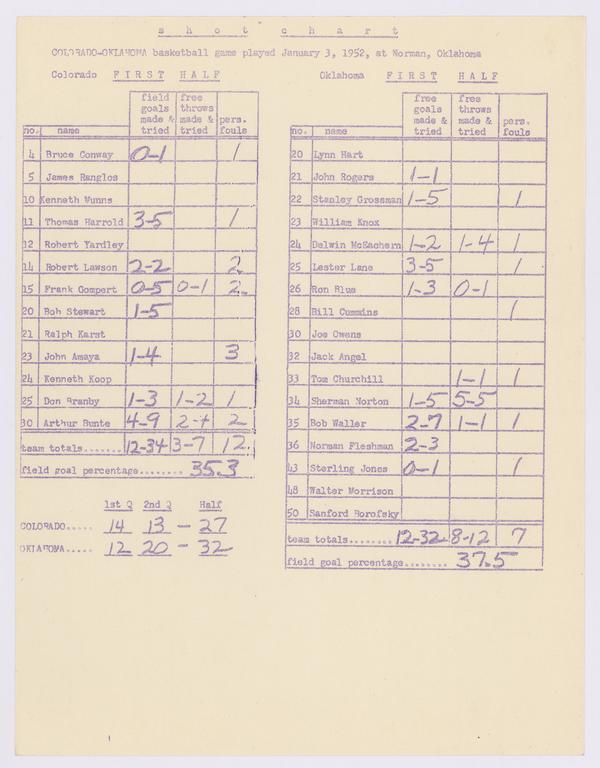 s h o t c h a r t
COLORADO-OKLAHOMA basketball game played January 3, 1952, at Norman, Oklahoma
Colorado F I R S T H A L F
field goals made & tried
free throws made & tried
pers. fouls
no. name
4 Bruce Conway 0-1 1
5 James Ranglos
10 Kenneth Munns
11 Thomas Harrold 3-5 1
12 Robert Yardley
14 Robert Lawson 2-2 2
15 Frank Gompert 0-5 0-1 2
20 Bob Stewart 1-5
21 Ralph Karst
23 John Amaya 1-4 3
24 Kenneth Koop
25 Don Branby 1-3 1-2 1
30 Arthur Bunte 4-9 2-4 2
team totals....... 12-34 3-7 12
field goal percentage........ 35.3
1st Q 2nd Q Half
COLORADO..... 14 13 - 27
OKLAHOMA..... 12 20 - 32
Oklahoma F I R S T H A L F
free goals made & tried
free throws made & tried
pers. fouls
no. name
20 Lynn Hart
21 John Rogers 1-1
22 Stanley Grossman 1-5 1
23 William Knox
24 Delwin McEachern 1-2 1-4 1
25 Lester Lane 3-5 1
26 Ron Blue 1-3 0-1
28 Bill Cummins 1
30 Joe Owens
32 Jack Angel
33 Tom Churchill 1-1 1
34 Sherman Norton 1-5 5-5
35 Bob Waller 2-7 1-1 1
36 Norman Fleshman 2-3
43 Sterling Jones 0-1 1
48 Walter Morrison
50 Sanford Borofsky
team totals........ 12-32 8-12 7
field goal percentage........ 37.5